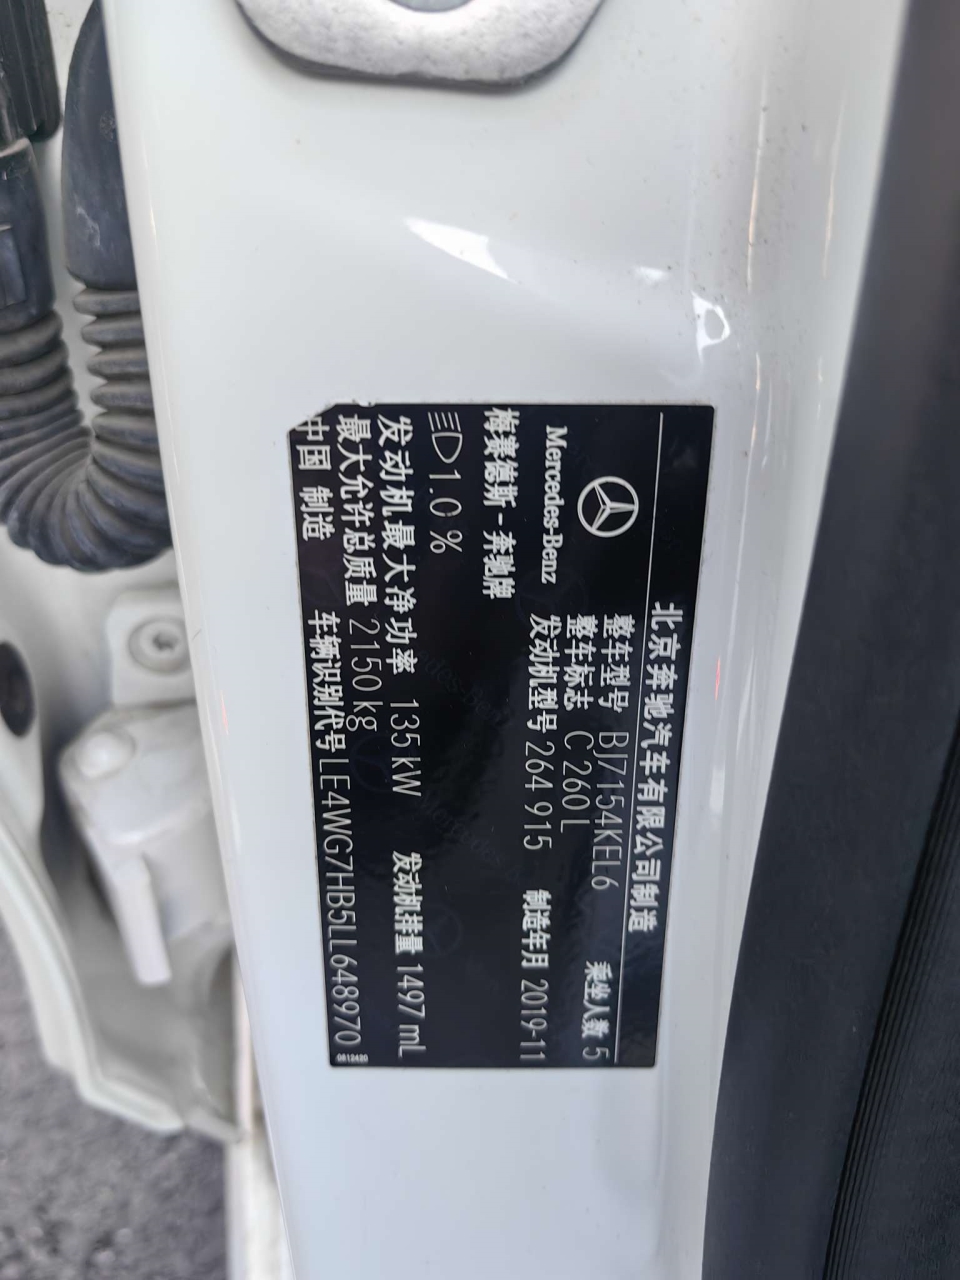 北京奔驰汽车有限公司制造
Mercedes-Benz
整车型号 BJ7154KEL6 乘坐人数 5
整车标志 C 260 L
梅赛德斯-奔驰牌 发动机型号 264 915 制造年月 2019-11
1.0 %
发动机最大净功率 135 kW 发动机排量 1497 mL
最大允许总质量 2150 kg
中国 制造 车辆识别代号 LE4WG7HB5LL648970